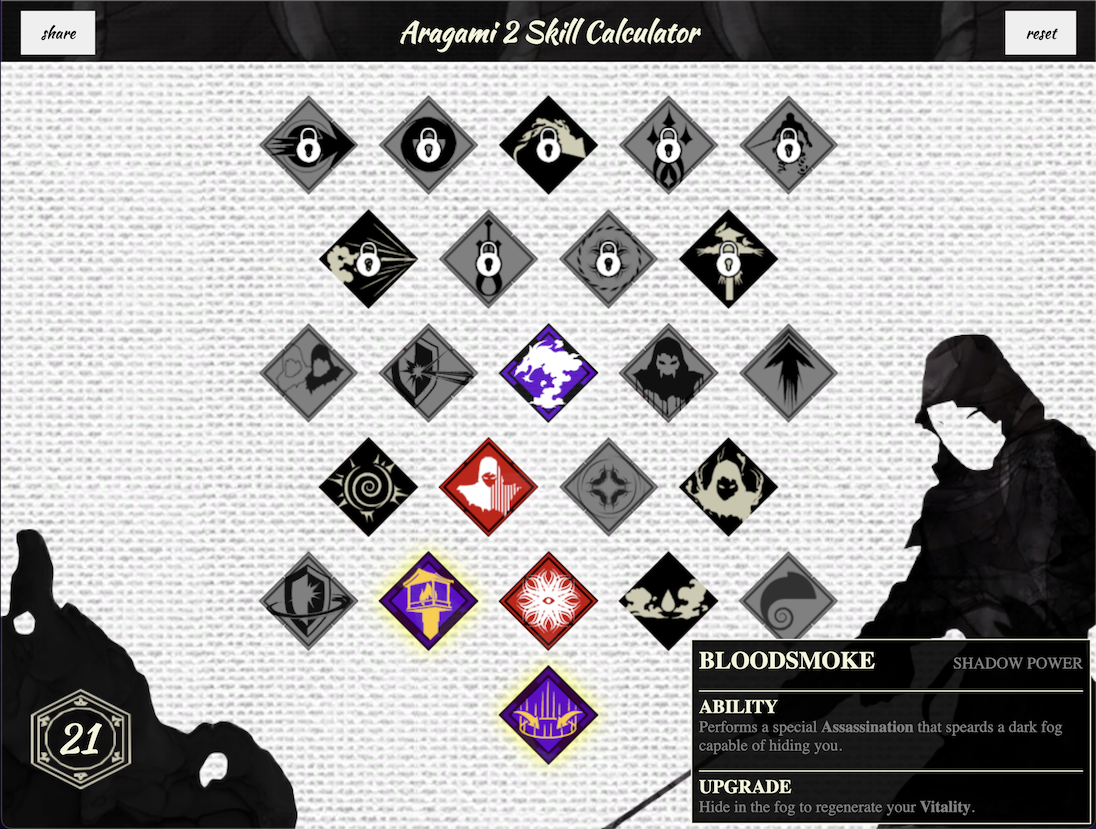 share
Aragami 2 Skill Calculator
reset
21
BLOODSMOKE SHADOW POWER
ABILITY
Performs a special Assassination that speards a dark fog
capable of hiding you.
UPGRADE
Hide in the fog to regenerate your Vitality.